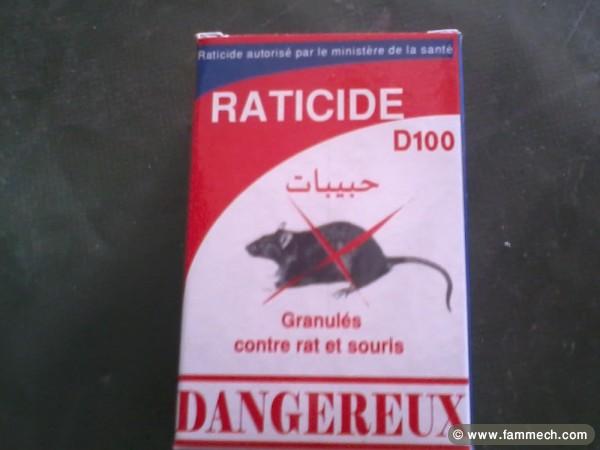 Raticide autorisé par le ministère de la santé
RATICIDE
D100
حبيبات
Granulés
contre rat et souris
DANGEREUX
© www.fammech.com